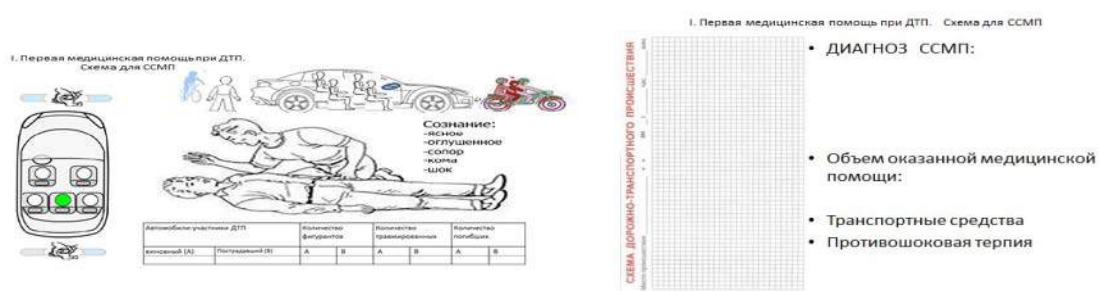 I. Первая медицинская помощь при ДТП.
Схема для ССМП
Сознание:
-ясное
-оглушенное
-сопор
-кома
-шок
Автомобили участники ДТП
Количество фигурантов
Количество травмированных
Количество погибших
виновный (А)
Пострадавший (В)
А
В
А
В
А
В
I. Первая медицинская помощь при ДТП. Схема для ССМП
СХЕМА ДОРОЖНО-ТРАНСПОРТНОГО ПРОИСШЕСТВИЯ
• ДИАГНОЗ ССМП:
• Объем оказанной медицинской
помощи:
• Транспортные средства
• Противошоковая терпия